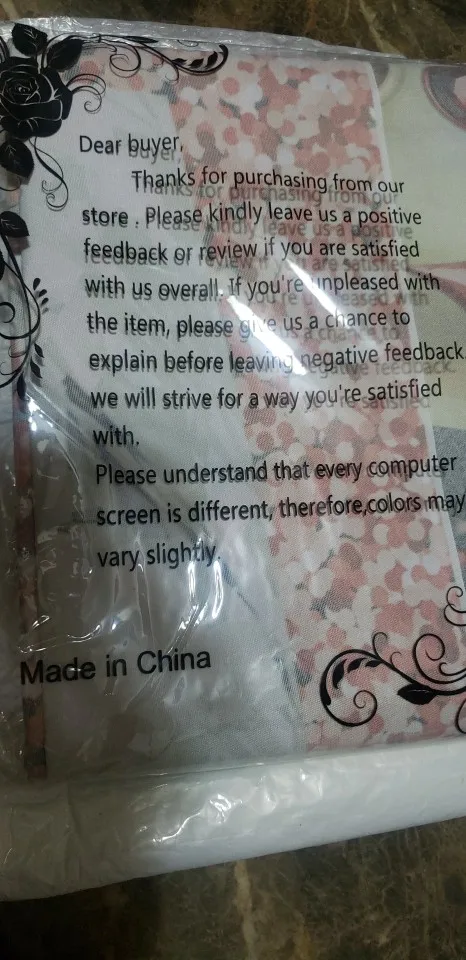 Dear buyer,
Thanks for purchasing from our
store . Please kindly leave us a positive
feedback or review if you are satisfied
with us overall. If you're unpleased with
the item, please give us a chance to
explain before leaving negative feedback.
we will strive for a way you're satisfied
with.
Please understand that every computer
screen is different, therefore,colors may
vary slightly.
Made in China